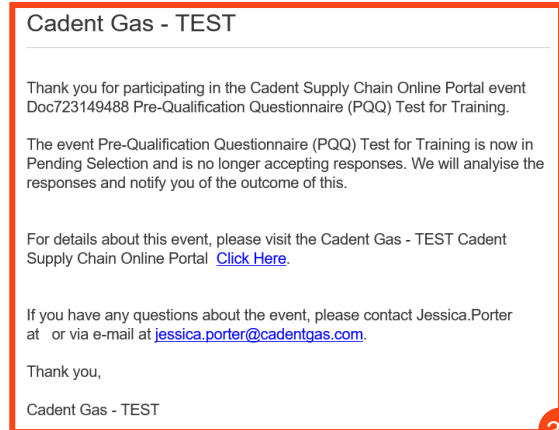 Cadent Gas - TEST
Thank you for participating in the Cadent Supply Chain Online Portal event
Doc723149488 Pre-Qualification Questionnaire (PQQ) Test for Training.
The event Pre-Qualification Questionnaire (PQQ) Test for Training is now in
Pending Selection and is no longer accepting responses. We will analyise the
responses and notify you of the outcome of this.
For details about this event, please visit the Cadent Gas - TEST Cadent
Supply Chain Online Portal  Click Here.
If you have any questions about the event, please contact Jessica.Porter
at   or via e-mail at jessica.porter@cadentgas.com.
Thank you,
Cadent Gas - TEST